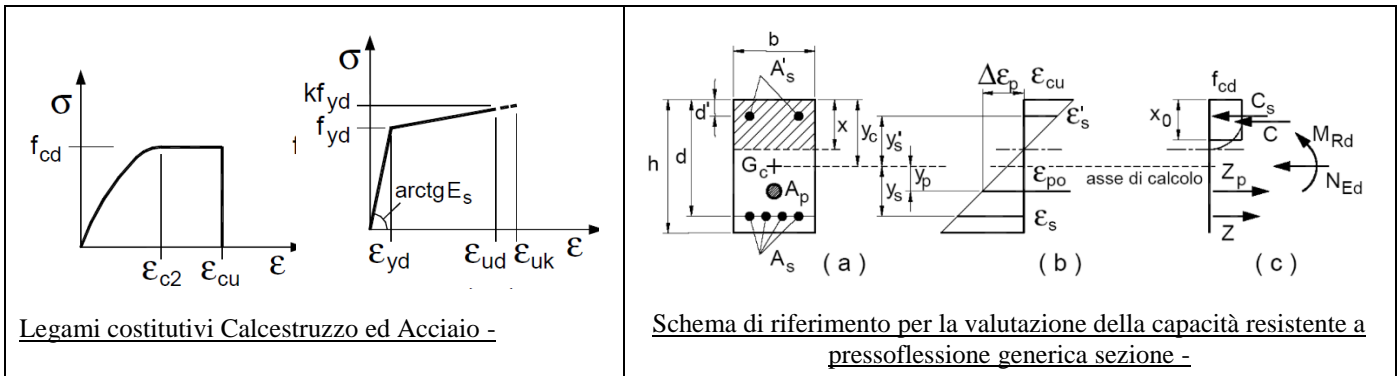 σ
f_cd
ε_c2
ε_cu
ε
σ
kf_yd
f_yd
arctgE_s
ε_yd
ε_ud
ε_uk
ε
Legami costitutivi Calcestruzzo ed Acciaio -
b
A'_s
d'
h
d
x
y_c
y'_s
G_c
y_p
A_p
y_s
A_s
( a )
Δε_p
ε_cu
ε'_s
ε_po
ε_s
asse di calcolo
( b )
f_cd
x_0
C_s
C
M_Rd
N_Ed
Z_p
Z
( c )
Schema di riferimento per la valutazione della capacità resistente a
pressoflessione generica sezione -